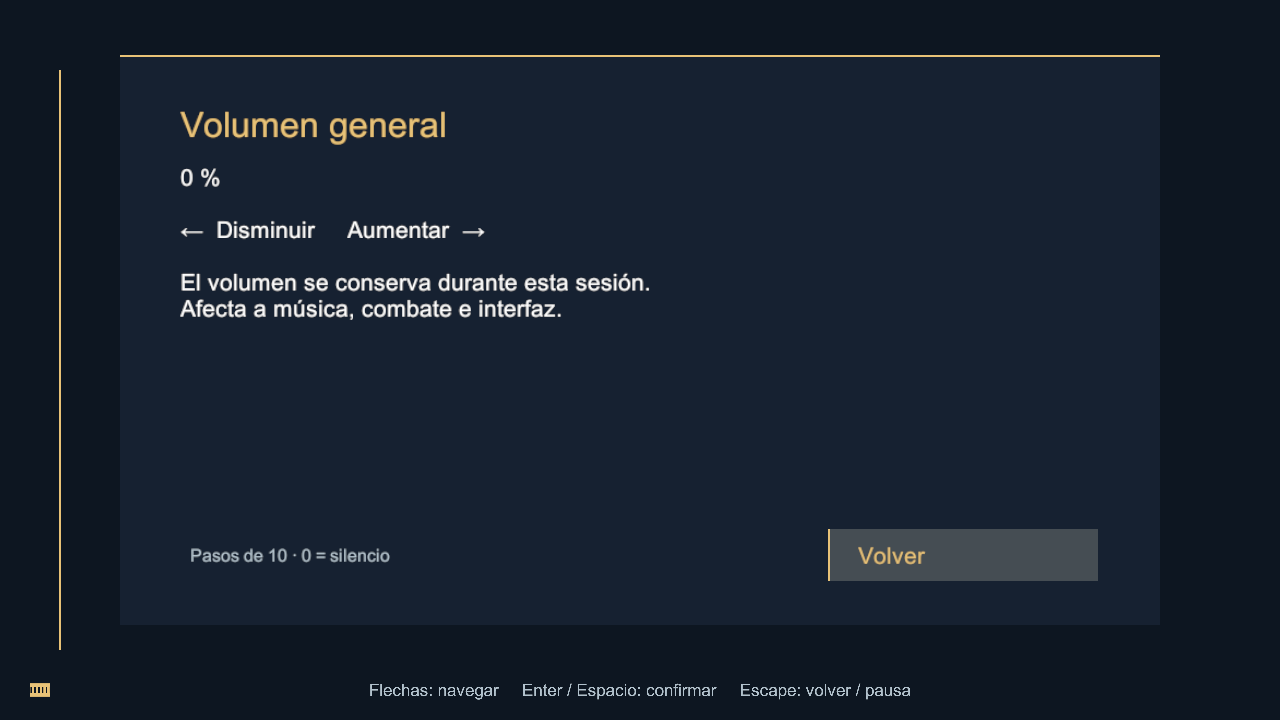 Volumen general
0 %
← Disminuir Aumentar →
El volumen se conserva durante esta sesión.
Afecta a música, combate e interfaz.
Pasos de 10 · 0 = silencio
Volver
Flechas: navegar Enter / Espacio: confirmar Escape: volver / pausa